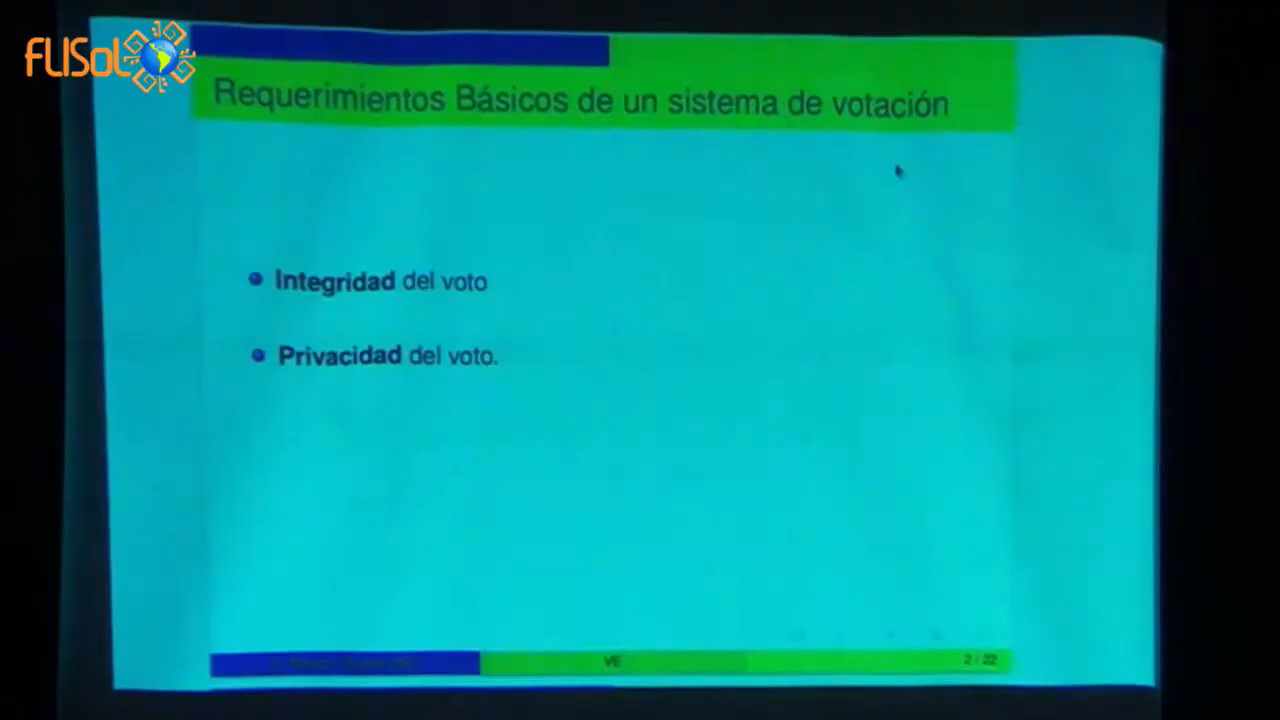 FLISoL
Requerimientos Básicos de un sistema de votación
Integridad del voto
Privacidad del voto.
VE
2 / 22